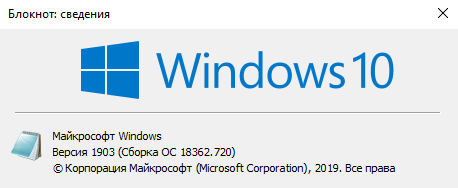 Блокнот: сведения
Windows 10
Майкрософт Windows
Версия 1903 (Сборка ОС 18362.720)
© Корпорация Майкрософт (Microsoft Corporation), 2019. Все права